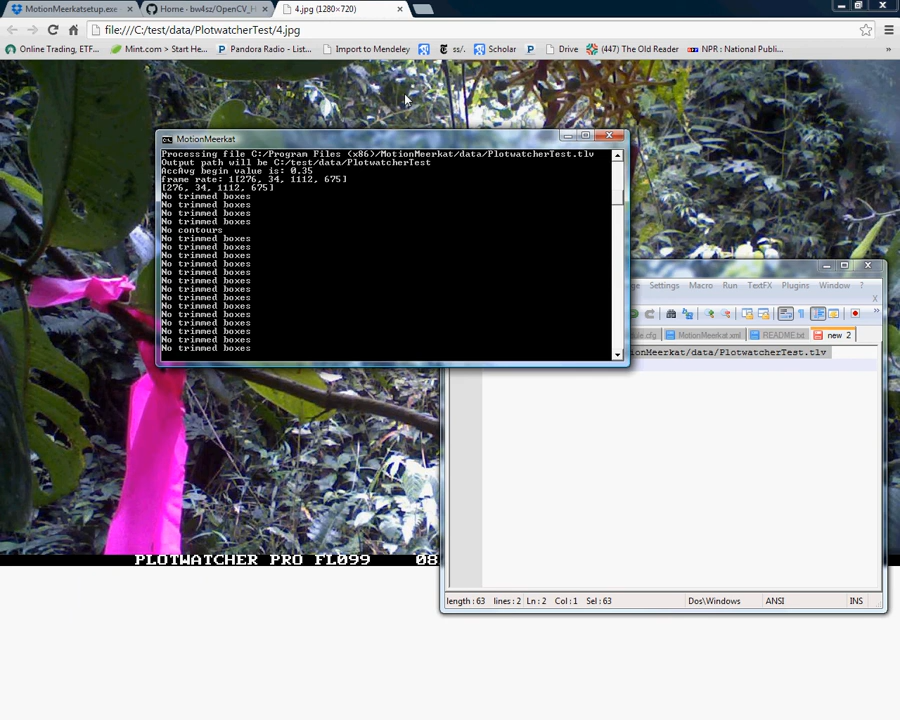 MotionMeerkatsetup.exe
Home · bw4sz/OpenCV_H
4.jpg (1280×720)
file:///C:/test/data/PlotwatcherTest/4.jpg
Online Trading, ETF...
Mint.com > Start He...
Pandora Radio - List...
Import to Mendeley
ss/.
Scholar
Drive
(447) The Old Reader
NPR : National Publi...
»
MotionMeerkat
Processing file C:/Program Files (x86)/MotionMeerkat/data/PlotwatcherTest.tlv
Output path will be C:/test/data/PlotwatcherTest
AccAvg begin value is: 0.35
frame rate: 1[276, 34, 1112, 675]
[276, 34, 1112, 675]
No trimmed boxes
No trimmed boxes
No trimmed boxes
No trimmed boxes
No contours
No trimmed boxes
No trimmed boxes
No trimmed boxes
No trimmed boxes
No trimmed boxes
No trimmed boxes
No trimmed boxes
No trimmed boxes
No trimmed boxes
No trimmed boxes
No trimmed boxes
No trimmed boxes
No trimmed boxes
No trimmed boxes
ge Settings Macro Run TextFX Plugins Window ?
X
ule.cfg
MotionMeerkat.xml
README.txt
new 2
ionMeerkat/data/PlotwatcherTest.tlv
length : 63 lines : 2 Ln : 2 Col : 1 Sel : 63 Dos\Windows ANSI INS
PLOTWATCHER PRO FL099 08